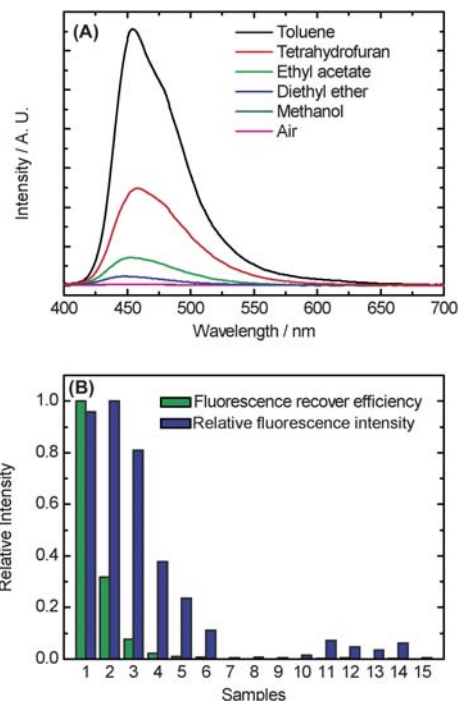 (A)
Toluene
Tetrahydrofuran
Ethyl acetate
Diethyl ether
Methanol
Air
Intensity / A. U.
400 450 500 550 600 650 700
Wavelength / nm
(B)
Fluorescence recover efficiency
Relative fluorescence intensity
Relative Intensity
1.0
0.8
0.6
0.4
0.2
0.0
1 2 3 4 5 6 7 8 9 10 11 12 13 14 15
Samples